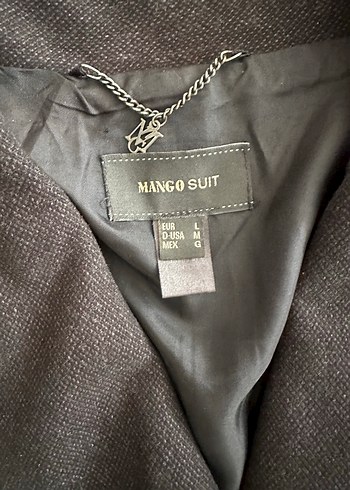 MANGO SUIT
EUR L
D-USA M
MEX G